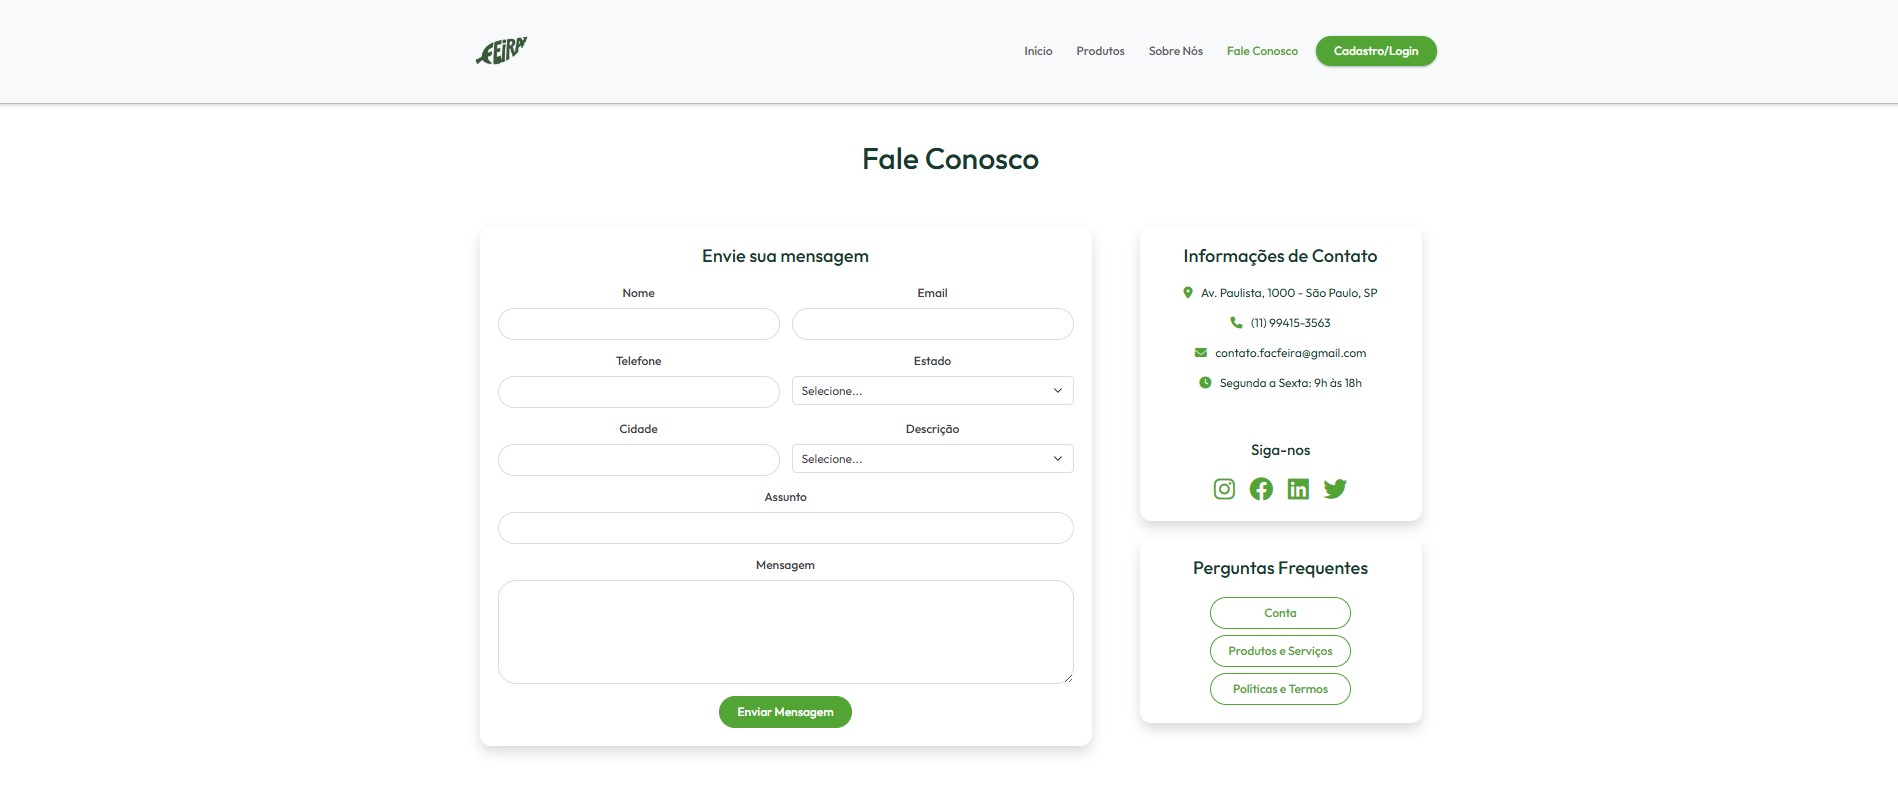 FEIRA
Início
Produtos
Sobre Nós
Fale Conosco
Cadastro/Login
Fale Conosco
Envie sua mensagem
Nome
Email
Telefone
Estado
Selecione...
Cidade
Descrição
Selecione...
Assunto
Mensagem
Enviar Mensagem
Informações de Contato
Av. Paulista, 1000 - São Paulo, SP
(11) 99415-3563
contato.facfeira@gmail.com
Segunda a Sexta: 9h às 18h
Siga-nos
Perguntas Frequentes
Conta
Produtos e Serviços
Políticas e Termos